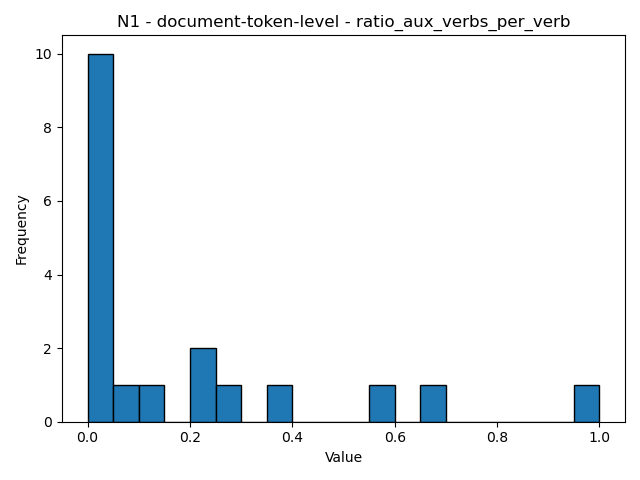 N1 - document-token-level - ratio_aux_verbs_per_verb
10
8
6
4
2
0
Frequency
0.0 0.2 0.4 0.6 0.8 1.0
Value